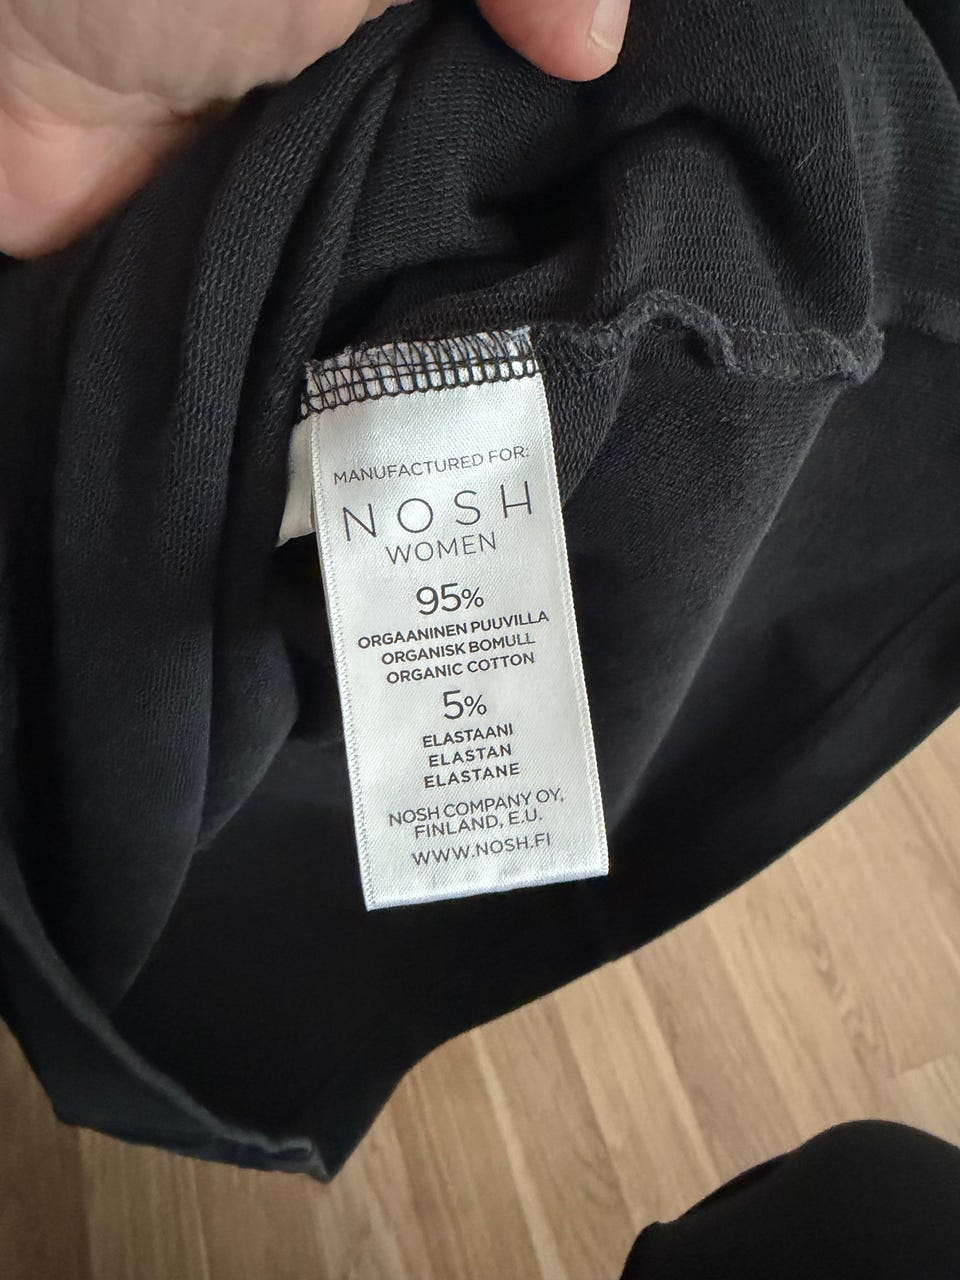 MANUFACTURED FOR:
NOSH
WOMEN
95%
ORGAANINEN PUUVILLA
ORGANISK BOMULL
ORGANIC COTTON
5%
ELASTAANI
ELASTAN
ELASTANE
NOSH COMPANY OY,
FINLAND, E.U.
WWW.NOSH.FI